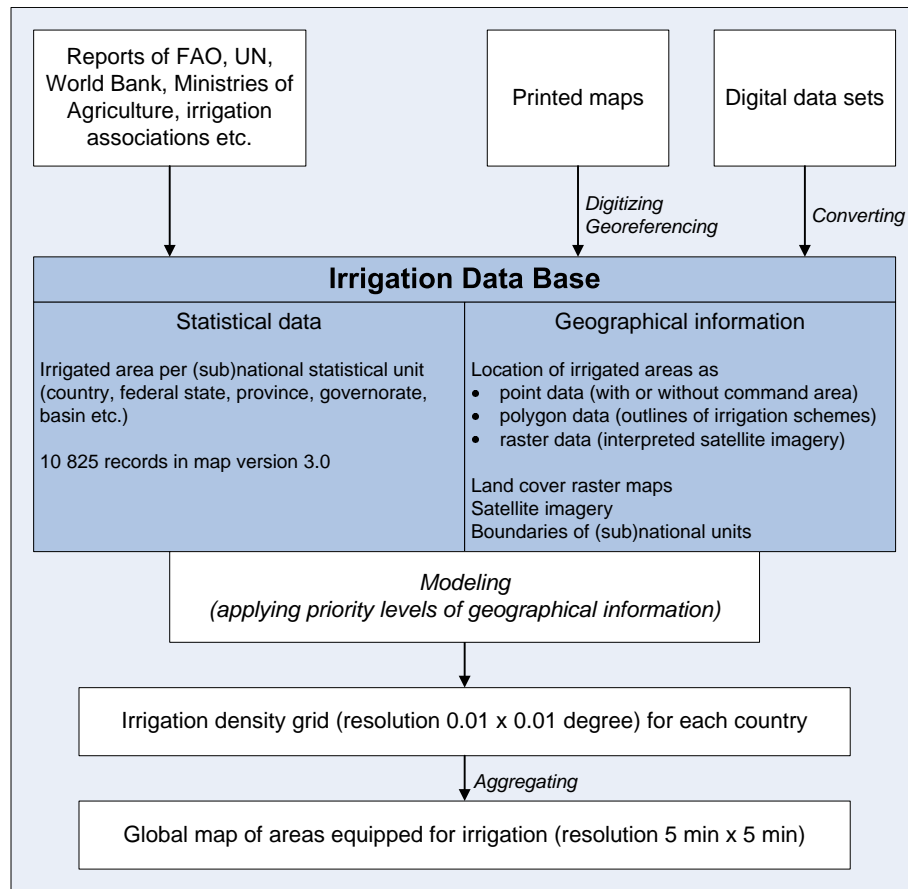 Reports of FAO, UN,
World Bank, Ministries of
Agriculture, irrigation
associations etc.
Printed maps
Digital data sets
Digitizing
Georeferencing
Converting
Irrigation Data Base
Statistical data
Irrigated area per (sub)national statistical unit
(country, federal state, province, governorate,
basin etc.)
10 825 records in map version 3.0
Geographical information
Location of irrigated areas as
• point data (with or without command area)
• polygon data (outlines of irrigation schemes)
• raster data (interpreted satellite imagery)
Land cover raster maps
Satellite imagery
Boundaries of (sub)national units
Modeling
(applying priority levels of geographical information)
Irrigation density grid (resolution 0.01 x 0.01 degree) for each country
Aggregating
Global map of areas equipped for irrigation (resolution 5 min x 5 min)